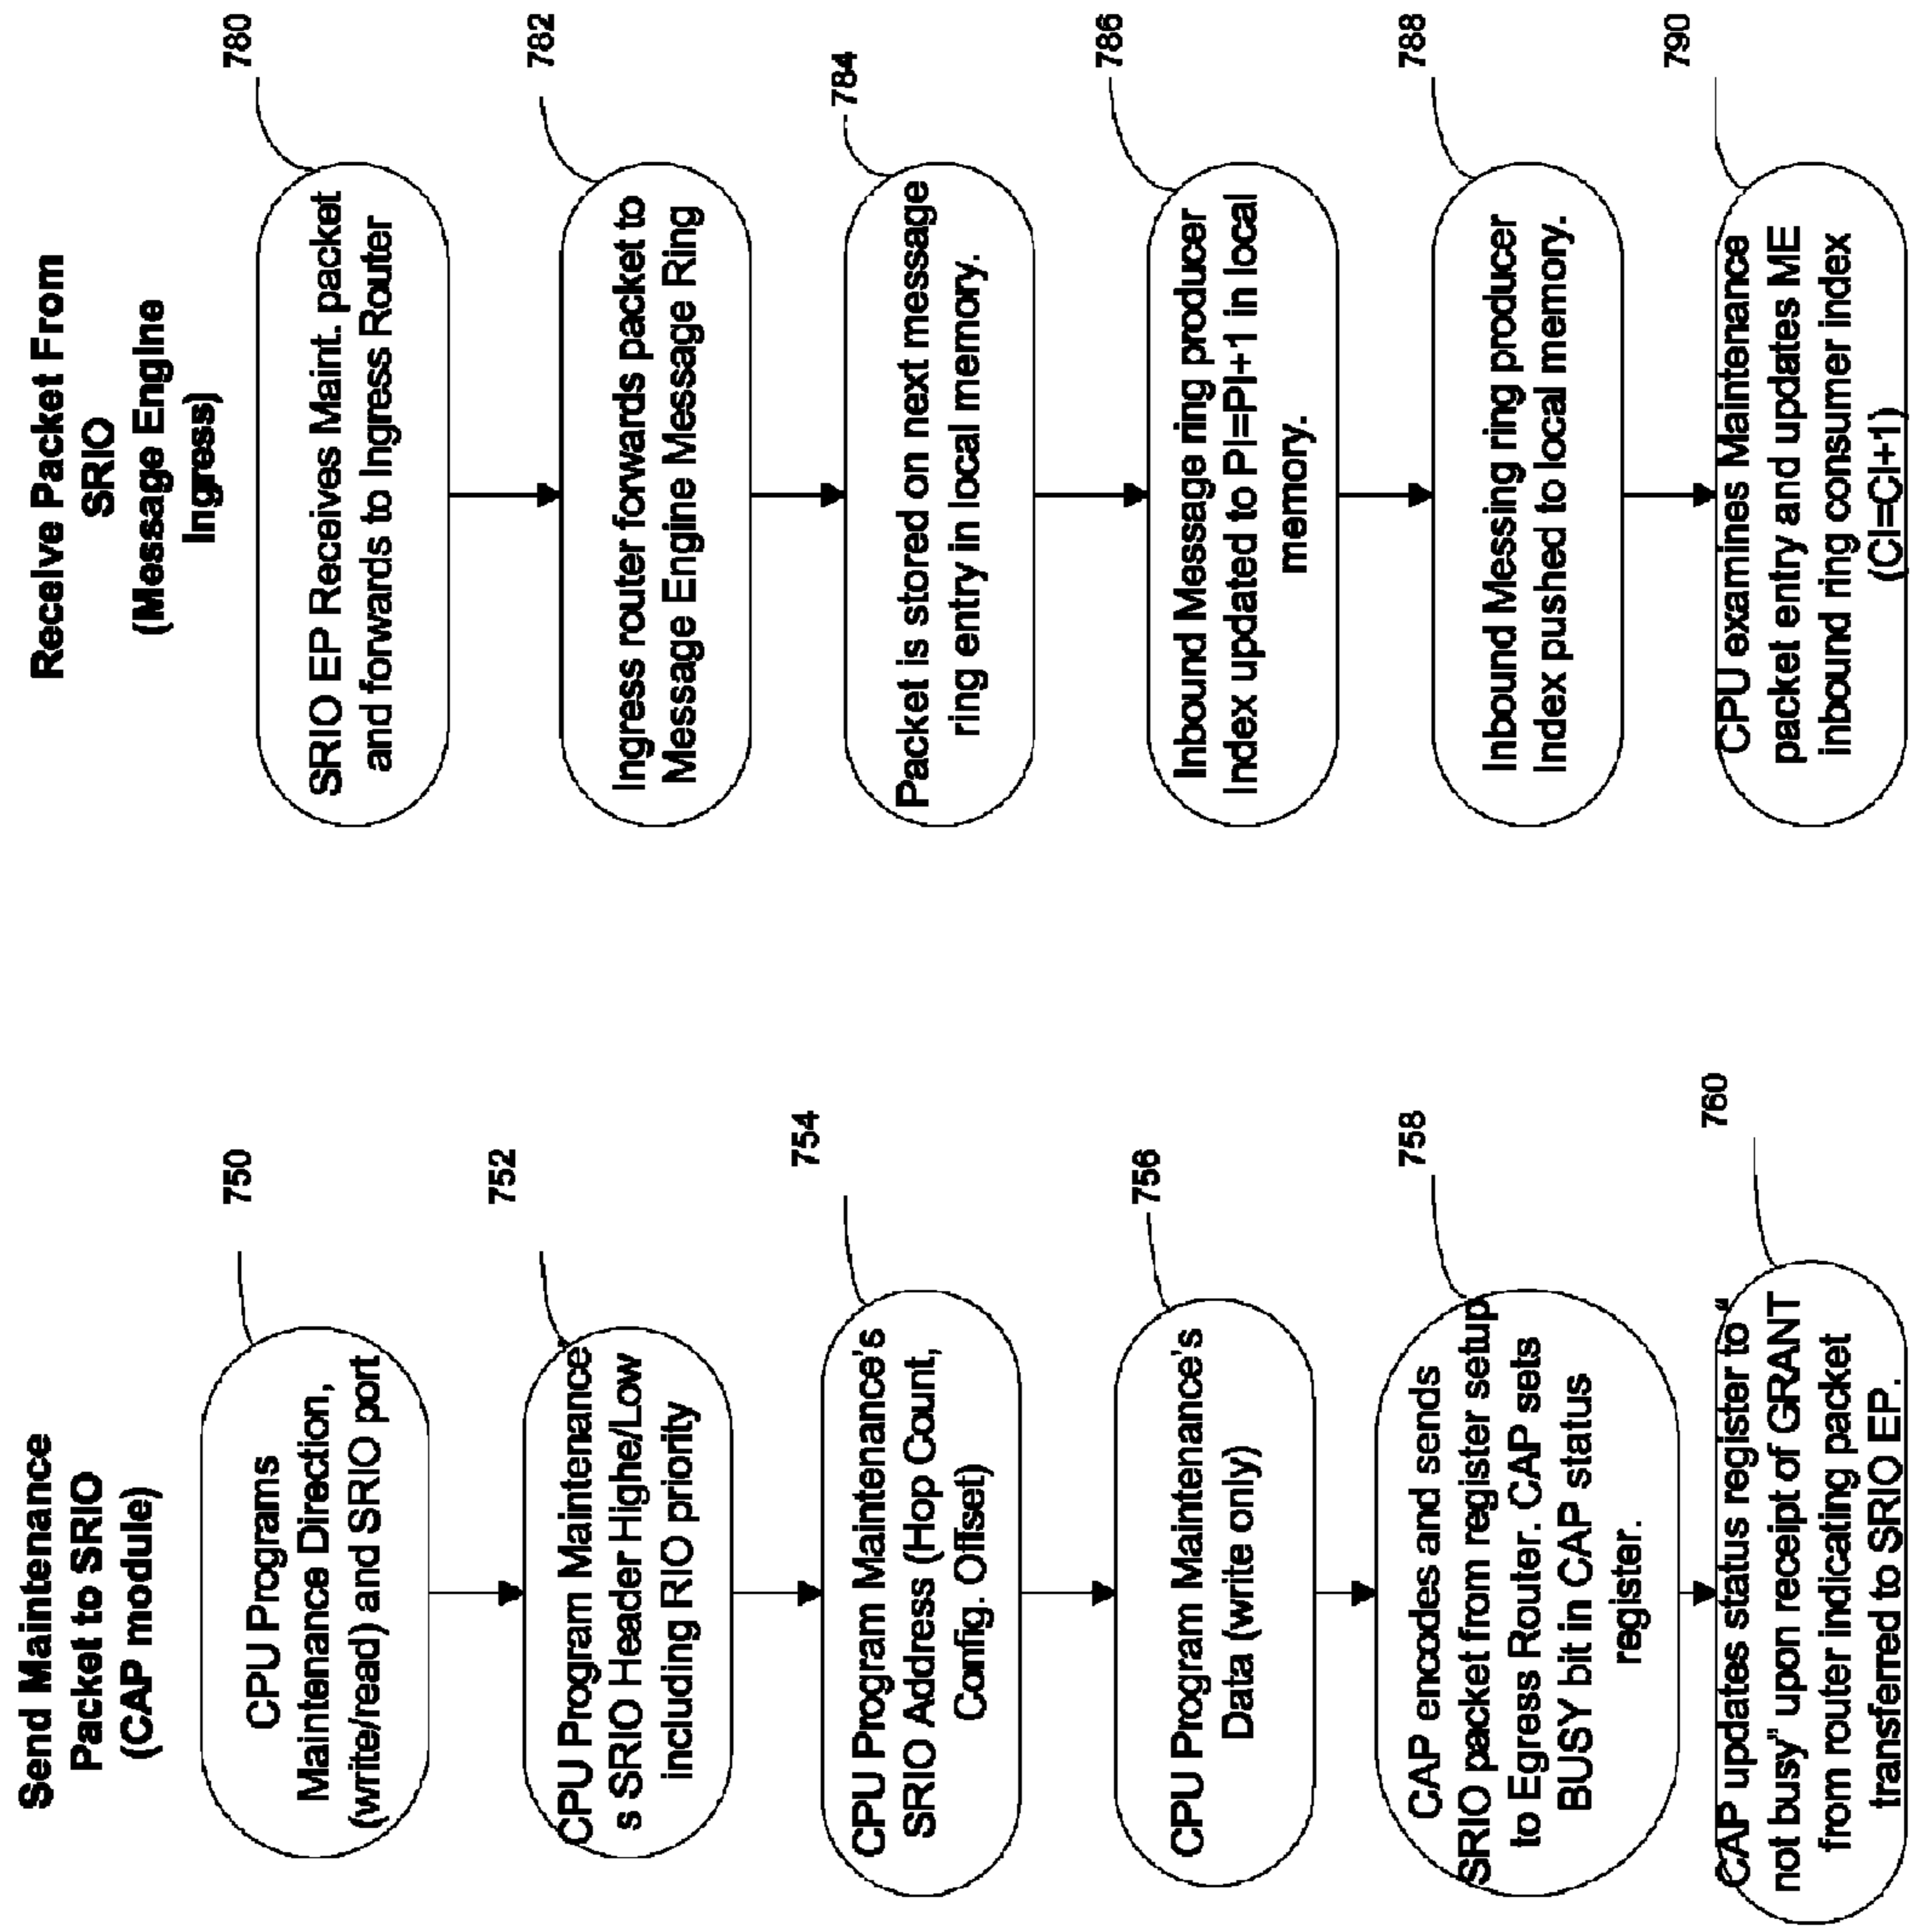 Send Maintenance
Packet to SRIO
(CAP module)
750
CPU Programs
Maintenance Direction,
(write/read) and SRIO port
752
CPU Program Maintenance
s SRIO Header Highe/Low
including RIO priority
754
CPU Program Maintenance's
SRIO Address (Hop Count,
Config. Offset)
756
CPU Program Maintenance's
Data (write only)
758
CAP encodes and sends
SRIO packet from register setup
to Egress Router. CAP sets
BUSY bit in CAP status
register.
760
CAP updates status register to "
not busy" upon receipt of GRANT
from router indicating packet
transferred to SRIO EP.
Receive Packet From
SRIO
(Message Engine
Ingress)
780
SRIO EP Receives Maint. packet
and forwards to Ingress Router
782
Ingress router forwards packet to
Message Engine Message Ring
784
Packet is stored on next message
ring entry in local memory.
786
Inbound Message ring producer
Index updated to PI=PI+1 in local
memory.
788
Inbound Messing ring producer
index pushed to local memory.
790
CPU examines Maintenance
packet entry and updates ME
inbound ring consumer index
(CI=CI+1)